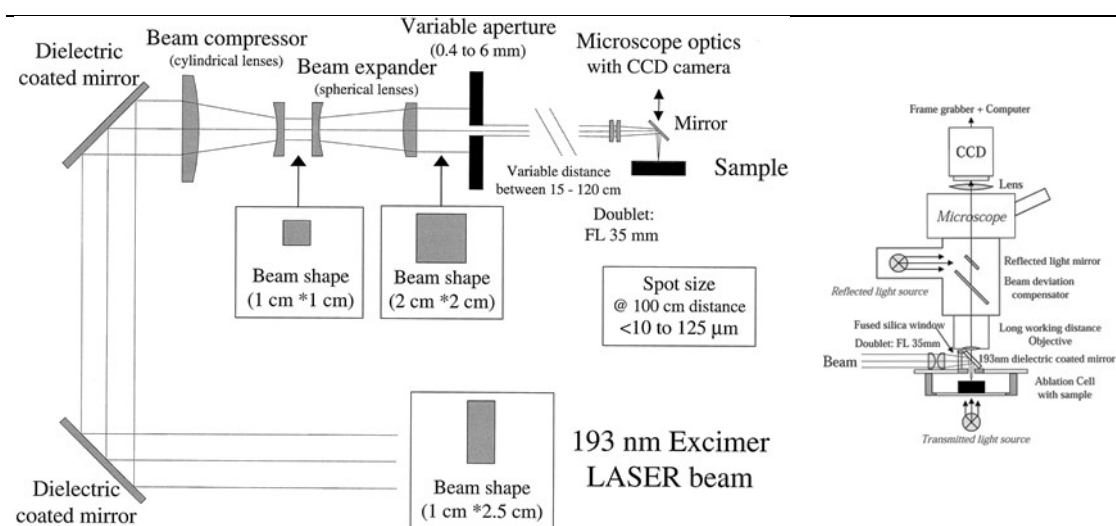 Dielectric
coated mirror
Beam compressor
(cylindrical lenses)
Beam expander
(spherical lenses)
Variable aperture
(0.4 to 6 mm)
Microscope optics
with CCD camera
Mirror
Sample
Variable distance
between 15 - 120 cm
Doublet:
FL 35 mm
Beam shape
(1 cm *1 cm)
Beam shape
(2 cm *2 cm)
Spot size
@ 100 cm distance
<10 to 125 µm
Dielectric
coated mirror
Beam shape
(1 cm *2.5 cm)
193 nm Excimer
LASER beam
Frame grabber + Computer
CCD
Lens
Microscope
Reflected light mirror
Reflected light source
Beam deviation
compensator
Fused silica window
Long working distance
Objective
Doublet: FL 35mm
Beam
193nm dielectric coated mirror
Ablation Cell
with sample
Transmitted light source